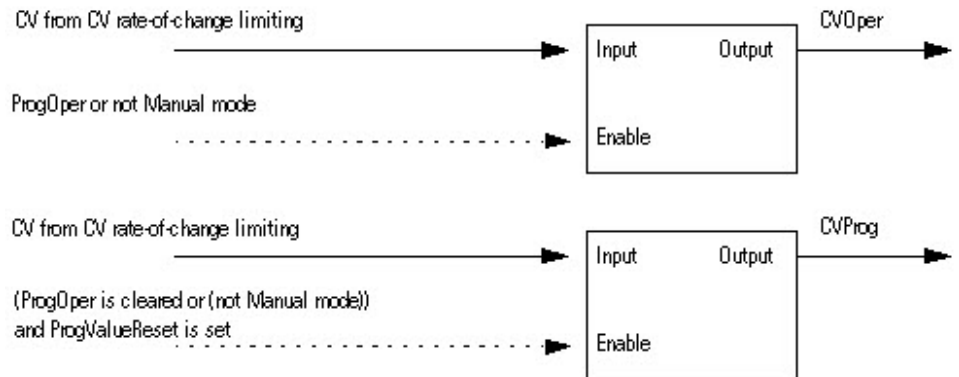 CV from CV rate-of-change limiting
CVOper
Input
Output
ProgOper or not Manual mode
Enable
CV from CV rate-of-change limiting
CVProg
Input
Output
(ProgOper is cleared or (not Manual mode))
and ProgValueReset is set
Enable